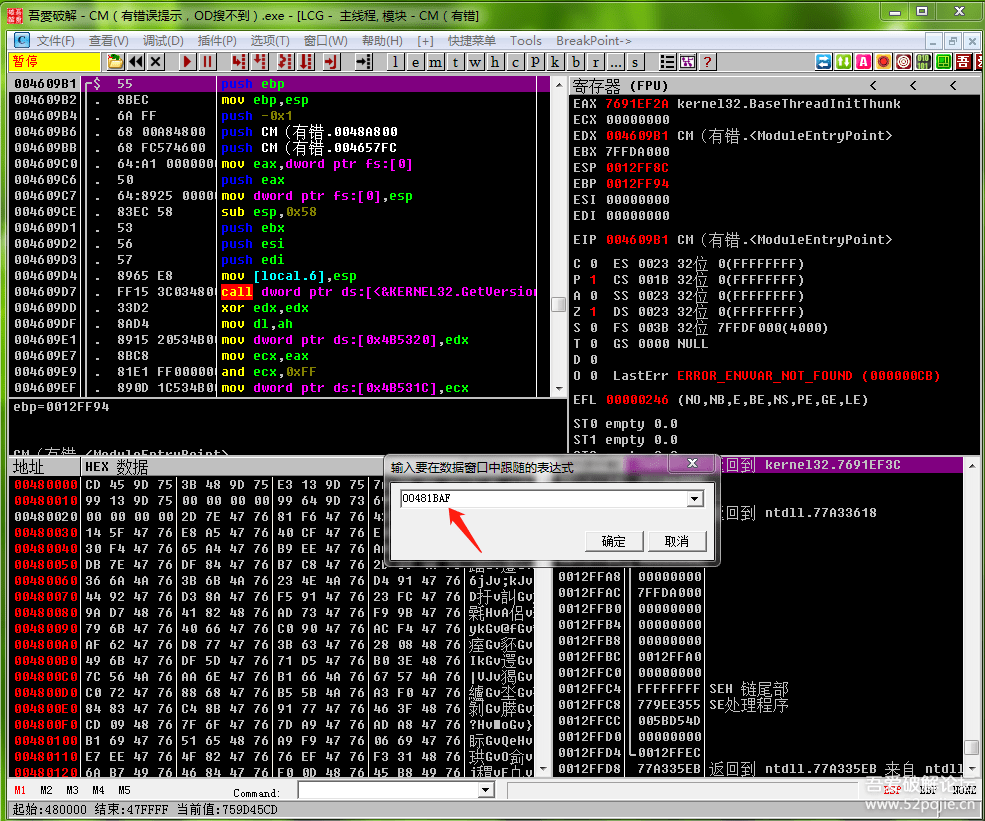 吾爱破解 - CM（有错误提示，OD搜不到）.exe - [LCG - 主线程, 模块 - CM（有错]
文件(F) 查看(V) 调试(D) 插件(P) 选项(T) 窗口(W) 帮助(H) [+] 快捷菜单 Tools BreakPoint->
暂停 l e m t w h c p k b r ... s ?
004609B1 $ 55 push ebp
004609B2 . 8BEC mov ebp,esp
004609B4 . 6A FF push -0x1
004609B6 . 68 00A84800 push CM（有错.0048A800
004609BB . 68 FC574600 push CM（有错.004657FC
004609C0 . 64:A1 0000000 mov eax,dword ptr fs:[0]
004609C6 . 50 push eax
004609C7 . 64:8925 0000 mov dword ptr fs:[0],esp
004609CE . 83EC 58 sub esp,0x58
004609D1 . 53 push ebx
004609D2 . 56 push esi
004609D3 . 57 push edi
004609D4 . 8965 E8 mov [local.6],esp
004609D7 . FF15 3C034800 call dword ptr ds:[<&KERNEL32.GetVersion
004609DD . 33D2 xor edx,edx
004609DF . 8AD4 mov dl,ah
004609E1 . 8915 20534B00 mov dword ptr ds:[0x4B5320],edx
004609E7 . 8BC8 mov ecx,eax
004609E9 . 81E1 FF000000 and ecx,0xFF
004609EF . 890D 1C534B00 mov dword ptr ds:[0x4B531C],ecx
ebp=0012FF94
CM（有错.<ModuleEntryPoint>
寄存器 (FPU) < < <
EAX 7691EF2A kernel32.BaseThreadInitThunk
ECX 00000000
EDX 004609B1 CM（有错.<ModuleEntryPoint>
EBX 7FFDA000
ESP 0012FF8C
EBP 0012FF94
ESI 00000000
EDI 00000000
EIP 004609B1 CM（有错.<ModuleEntryPoint>
C 0 ES 0023 32位 0(FFFFFFFF)
P 1 CS 001B 32位 0(FFFFFFFF)
A 0 SS 0023 32位 0(FFFFFFFF)
Z 1 DS 0023 32位 0(FFFFFFFF)
S 0 FS 003B 32位 7FFDF000(4000)
T 0 GS 0000 NULL
D 0
O 0 LastErr ERROR_ENVVAR_NOT_FOUND (000000CB)
EFL 00000246 (NO,NB,E,BE,NS,PE,GE,LE)
ST0 empty 0.0
ST1 empty 0.0
地址 HEX 数据
00480000 CD 45 9D 75 3B 48 9D 75 E3 13 9D 75
00480010 99 13 9D 75 00 00 00 00 99 64 9D 73
00480020 00 00 00 00 2D 7E 47 76 81 F6 47 76
00480030 14 5F 47 76 E8 A5 47 76 40 CF 47 76
00480040 30 F4 47 76 65 A4 47 76 B9 EE 47 76
00480050 DB 7E 47 76 DF 84 47 76 B7 C8 47 76
00480060 36 6A 4A 76 3B 6B 4A 76 23 4E 4A 76 D4 91 47 76
00480070 44 92 47 76 D3 8A 47 76 F5 91 47 76 23 FC 47 76
00480080 9A D7 48 76 41 82 48 76 AD 73 47 76 F9 9B 47 76
00480090 79 6B 47 76 40 66 47 76 C0 90 47 76 AC F4 47 76
004800A0 AF 62 47 76 D8 77 47 76 3B 63 47 76 28 08 48 76
004800B0 49 6B 47 76 DF 5D 47 76 71 D5 47 76 B0 3E 48 76
004800C0 7C 56 4A 76 AA 6E 47 76 B1 66 4A 76 67 57 4A 76
004800D0 C0 72 47 76 88 68 47 76 B5 5B 4A 76 A3 F0 47 76
004800E0 84 83 47 76 C4 8B 47 76 91 77 47 76 46 3F 48 76
004800F0 CD 09 48 76 7F 6F 47 76 7D A9 47 76 AD A8 47 76
00480100 B1 69 47 76 51 65 48 76 A9 F9 47 76 06 69 47 76
00480110 E7 EE 47 76 4F 82 47 76 76 EF 47 76 F3 31 48 76
00480120 6A B7 49 76 46 84 47 76 F0 0D 48 76 45 B8 49 76
输入要在数据窗口中跟随的表达式
00481BAF
确定 取消
返回到 kernel32.7691EF3C
返回到 ntdll.77A33618
0012FFA8 00000000
0012FFAC 7FFDA000
0012FFB0 00000000
0012FFB4 00000000
0012FFB8 00000000
0012FFBC 0012FFA0
0012FFC0 00000000
0012FFC4 FFFFFFFF SEH 链尾部
0012FFC8 779EE355 SE处理程序
0012FFCC 005BD54D
0012FFD0 00000000
0012FFD4 0012FFEC
0012FFD8 77A335EB 返回到 ntdll.77A335EB 来自 ntdll
M1 M2 M3 M4 M5 Command: ESP EBP NONE
起始:480000 结束:47FFFF 当前值:759D45CD
吾爱破解论坛
www.52pojie.cn